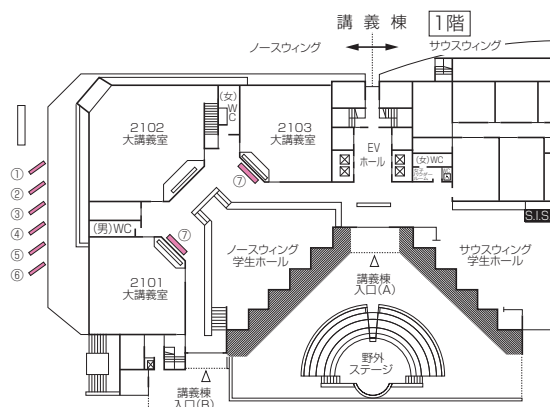 講義棟 1階
ノースウィング
サウスウィング
2102
大講義室
(女)
WC
2103
大講義室
EV
ホール
(女)WC
①
②
③
④
⑤
⑥
⑦
(男)WC
⑦
2101
大講義室
ノースウィング
学生ホール
サウスウィング
学生ホール
S.I.S
講義棟
入口(A)
野外
ステージ
講義棟
入口(B)